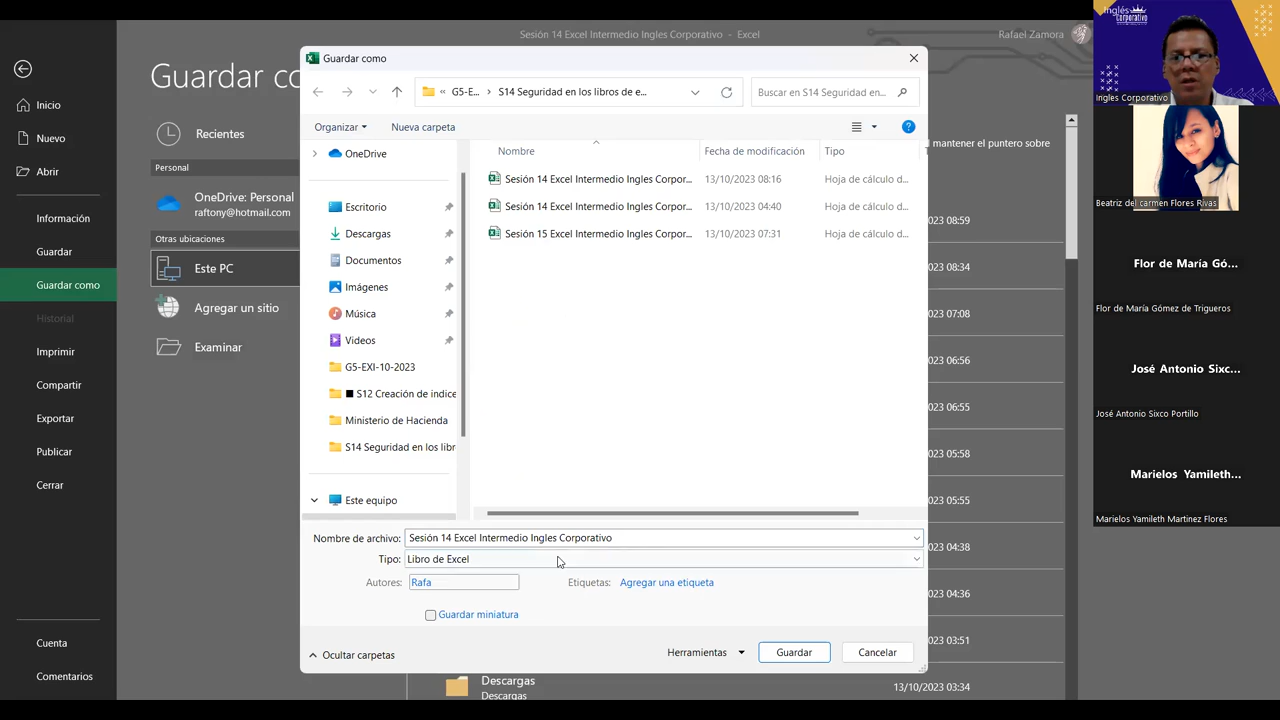 Sesión 14 Excel Intermedio Ingles Corporativo - Excel
Rafael Zamora
Guardar co
Inicio
Nuevo
Abrir
Información
Guardar
Guardar como
Historial
Imprimir
Compartir
Exportar
Publicar
Cerrar
Cuenta
Comentarios
Recientes
Personal
OneDrive: Personal
raftony@hotmail.com
Otras ubicaciones
Este PC
Agregar un sitio
Examinar
Guardar como
« G5-E... > S14 Seguridad en los libros de e...
Buscar en S14 Seguridad en...
Organizar
Nueva carpeta
OneDrive
Escritorio
Descargas
Documentos
Imágenes
Música
Videos
G5-EXI-10-2023
■ S12 Creación de indice
Ministerio de Hacienda
S14 Seguridad en los libr
Este equipo
Nombre Fecha de modificación Tipo
Sesión 14 Excel Intermedio Ingles Corpor... 13/10/2023 08:16 Hoja de cálculo d...
Sesión 14 Excel Intermedio Ingles Corpor... 13/10/2023 04:40 Hoja de cálculo d...
Sesión 15 Excel Intermedio Ingles Corpor... 13/10/2023 07:31 Hoja de cálculo d...
Nombre de archivo: Sesión 14 Excel Intermedio Ingles Corporativo
Tipo: Libro de Excel
Autores: Rafa
Etiquetas: Agregar una etiqueta
Guardar miniatura
Ocultar carpetas
Herramientas
Guardar
Cancelar
mantener el puntero sobre
023 08:59
023 08:34
023 07:08
023 06:56
023 06:55
023 05:58
023 05:55
023 04:38
023 04:36
023 03:51
Descargas
Descargas
13/10/2023 03:34
Inglés
Corporativo
Ingles Corporativo
Beatriz del carmen Flores Rivas
Flor de María Gó...
Flor de María Gómez de Trigueros
José Antonio Sixc...
José Antonio Sixco Portillo
Marielos Yamileth...
Marielos Yamileth Martinez Flores